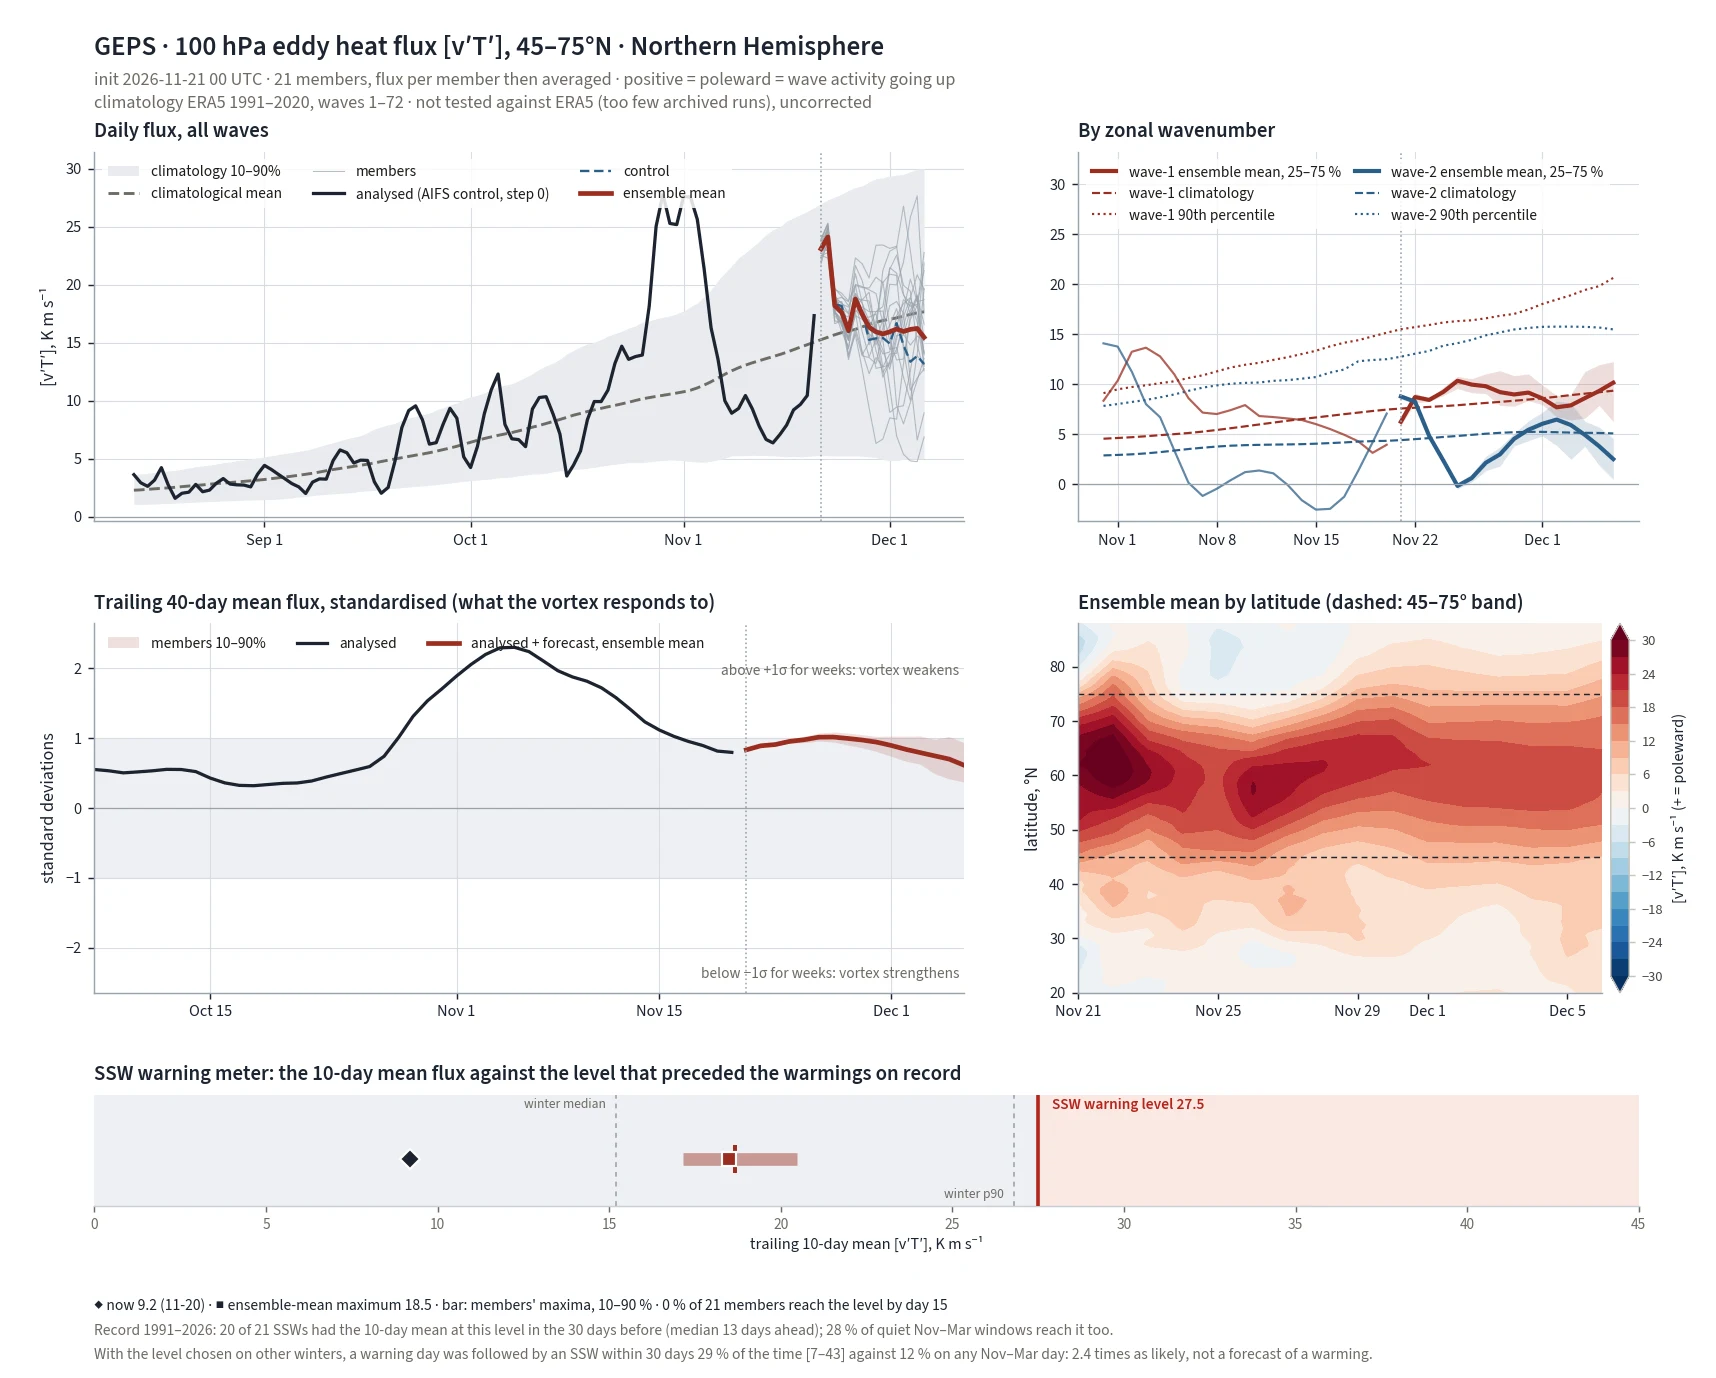 GEPS · 100 hPa eddy heat flux [v′T′], 45–75°N · Northern Hemisphere
init 2026-11-21 00 UTC · 21 members, flux per member then averaged · positive = poleward = wave activity going up
climatology ERA5 1991–2020, waves 1–72 · not tested against ERA5 (too few archived runs), uncorrected
Daily flux, all waves
climatology 10–90%
members
control
climatological mean
analysed (AIFS control, step 0)
ensemble mean
30
25
20
15
10
5
0
[v′T′], K m s⁻¹
Sep 1
Oct 1
Nov 1
Dec 1
By zonal wavenumber
wave-1 ensemble mean, 25–75 %
wave-2 ensemble mean, 25–75 %
wave-1 climatology
wave-2 climatology
wave-1 90th percentile
wave-2 90th percentile
30
25
20
15
10
5
0
Nov 1
Nov 8
Nov 15
Nov 22
Dec 1
Trailing 40-day mean flux, standardised (what the vortex responds to)
members 10–90%
analysed
analysed + forecast, ensemble mean
above +1σ for weeks: vortex weakens
below −1σ for weeks: vortex strengthens
2
1
0
−1
−2
standard deviations
Oct 15
Nov 1
Nov 15
Dec 1
Ensemble mean by latitude (dashed: 45–75° band)
80
70
60
50
40
30
20
latitude, °N
Nov 21
Nov 25
Nov 29
Dec 1
Dec 5
30
24
18
12
6
0
−6
−12
−18
−24
−30
[v′T′], K m s⁻¹ (+ = poleward)
SSW warning meter: the 10-day mean flux against the level that preceded the warmings on record
winter median
SSW warning level 27.5
winter p90
0
5
10
15
20
25
30
35
40
45
trailing 10-day mean [v′T′], K m s⁻¹
◆ now 9.2 (11-20) · ■ ensemble-mean maximum 18.5 · bar: members' maxima, 10–90 % · 0 % of 21 members reach the level by day 15
Record 1991–2026: 20 of 21 SSWs had the 10-day mean at this level in the 30 days before (median 13 days ahead); 28 % of quiet Nov–Mar windows reach it too.
With the level chosen on other winters, a warning day was followed by an SSW within 30 days 29 % of the time [7–43] against 12 % on any Nov–Mar day: 2.4 times as likely, not a forecast of a warming.